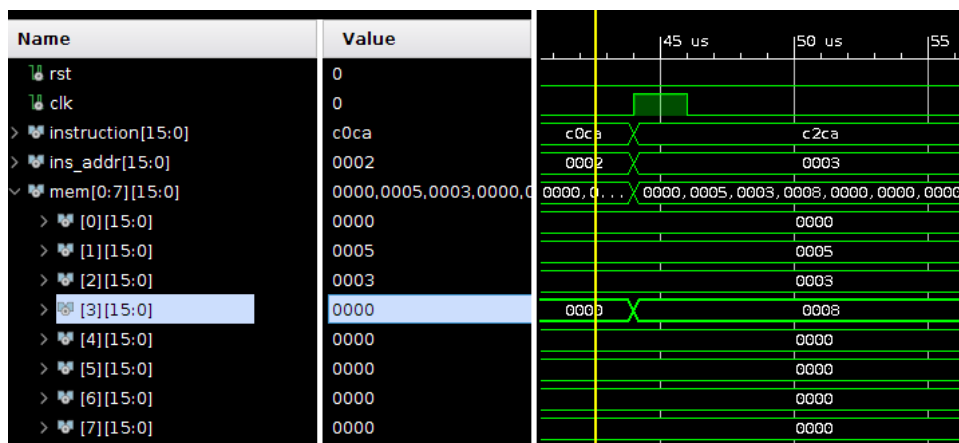 Name Value 45 us 50 us 55
rst 0
clk 0
instruction[15:0] c0ca c0ca c2ca
ins_addr[15:0] 0002 0002 0003
mem[0:7][15:0] 0000,0005,0003,0000,0 0000,0... 0000,0005,0003,0008,0000,0000,0000
[0][15:0] 0000 0000
[1][15:0] 0005 0005
[2][15:0] 0003 0003
[3][15:0] 0000 0000 0008
[4][15:0] 0000 0000
[5][15:0] 0000 0000
[6][15:0] 0000 0000
[7][15:0] 0000 0000